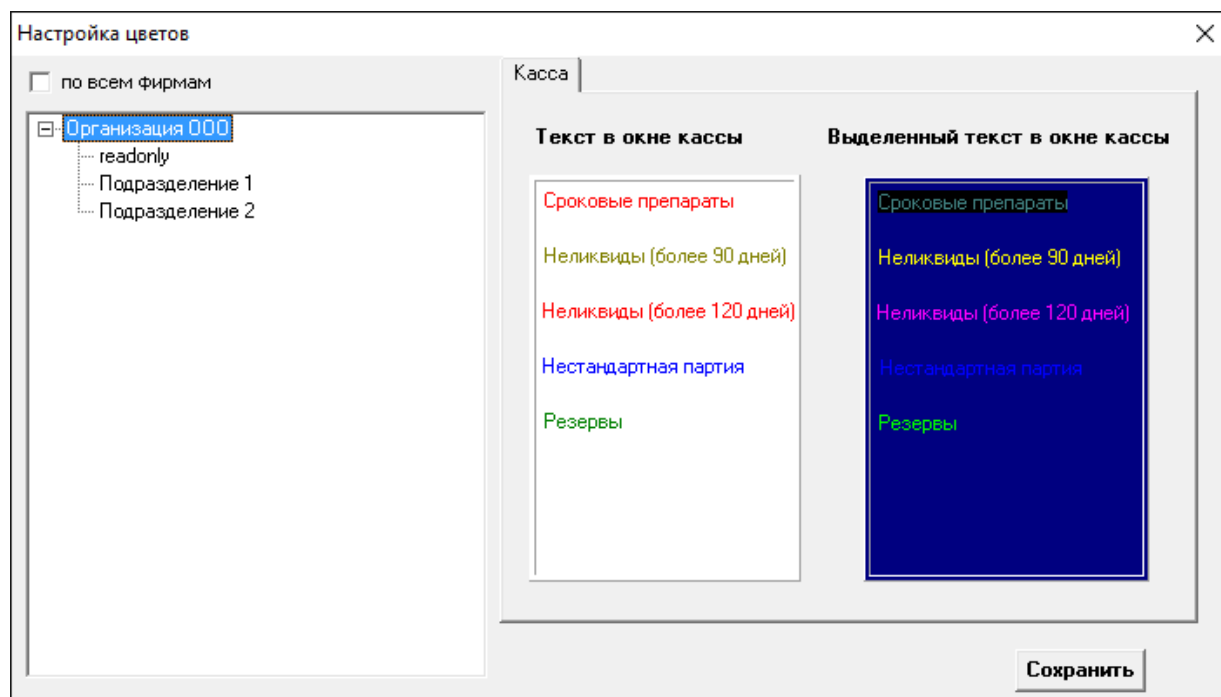 Настройка цветов
по всем фирмам
Организация ООО
readonly
Подразделение 1
Подразделение 2
Касса
Текст в окне кассы
Сроковые препараты
Неликвиды (более 90 дней)
Неликвиды (более 120 дней)
Нестандартная партия
Резервы
Выделенный текст в окне кассы
Сроковые препараты
Неликвиды (более 90 дней)
Неликвиды (более 120 дней)
Нестандартная партия
Резервы
Сохранить